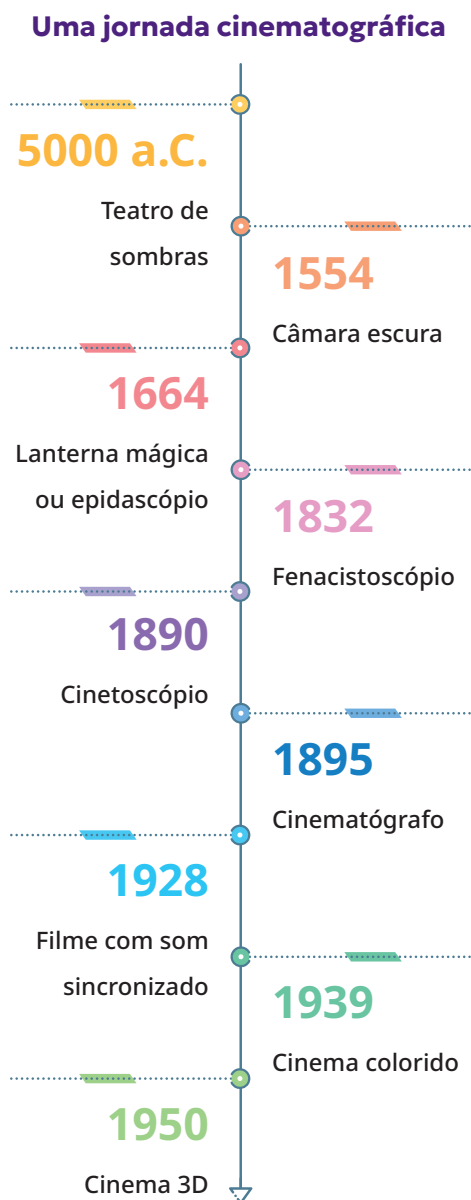 Uma jornada cinematográfica
5000 a.C.
Teatro de
sombras
1554
Câmara escura
1664
Lanterna mágica
ou epidascópio
1832
Fenacistoscópio
1890
Cinetoscópio
1895
Cinematógrafo
1928
Filme com som
sincronizado
1939
Cinema colorido
1950
Cinema 3D